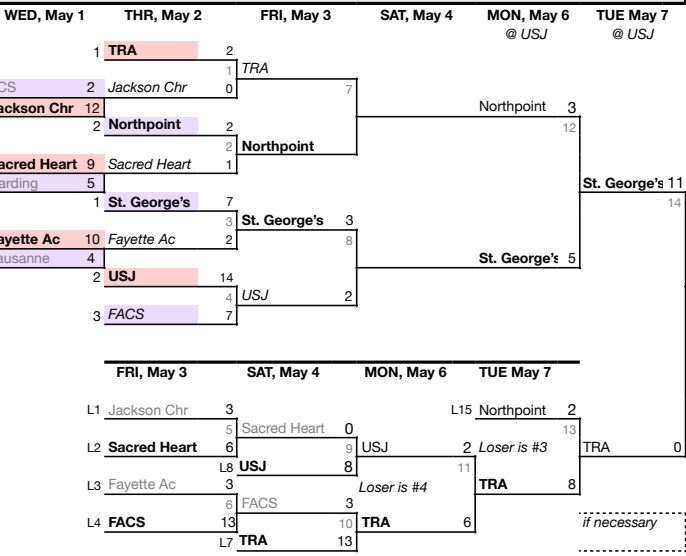 WED, May 1 THR, May 2 FRI, May 3 SAT, May 4 MON, May 6 TUE May 7
@ USJ @ USJ
1 TRA 2
1 TRA
CS 2 Jackson Chr 0 7
ackson Chr 12 Northpoint 3
2 Northpoint 2 12
2 Northpoint
acred Heart 9 Sacred Heart 1
arding 5 St. George's 11
1 St. George's 7 14
3 St. George's 3
ayette Ac 10 Fayette Ac 2 8
ausanne 4 St. George's 5
2 USJ 14
4 USJ 2
3 FACS 7
FRI, May 3 SAT, May 4 MON, May 6 TUE May 7
L1 Jackson Chr 3 L15 Northpoint 2
5 Sacred Heart 0 13
L2 Sacred Heart 6 9 USJ 2 Loser is #3 TRA 0
L8 USJ 8 11
L3 Fayette Ac 3 Loser is #4 TRA 8
6 FACS 3
L4 FACS 13 10 TRA 6 if necessary
L7 TRA 13